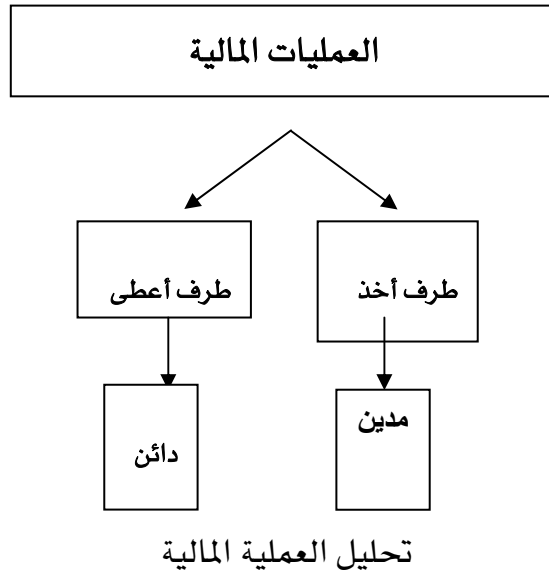 العمليات المالية
طرف أخذ
طرف أعطى
مدين
دائن
تحليل العملية المالية